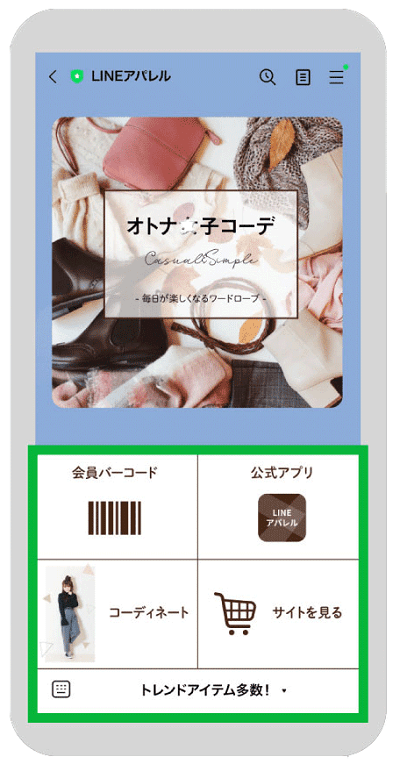 LINEアパレル
オトナ 子コーデ
Casual&Simple
- 毎日が楽しくなるワードローブ -
会員バーコード
公式アプリ
LINE
アパレル
コーディネート
サイトを見る
トレンドアイテム多数! ▼